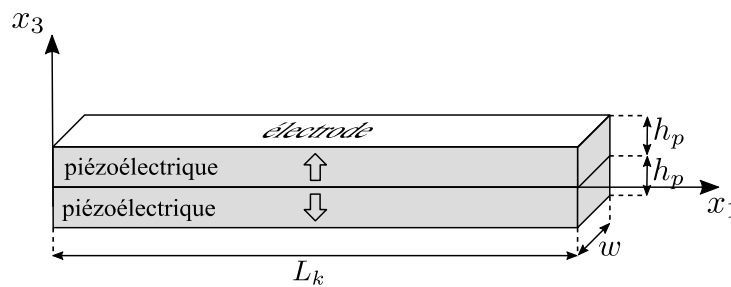 x₃
électrode
piézoélectrique
hₚ
piézoélectrique
hₚ
x₁
w
Lₖ